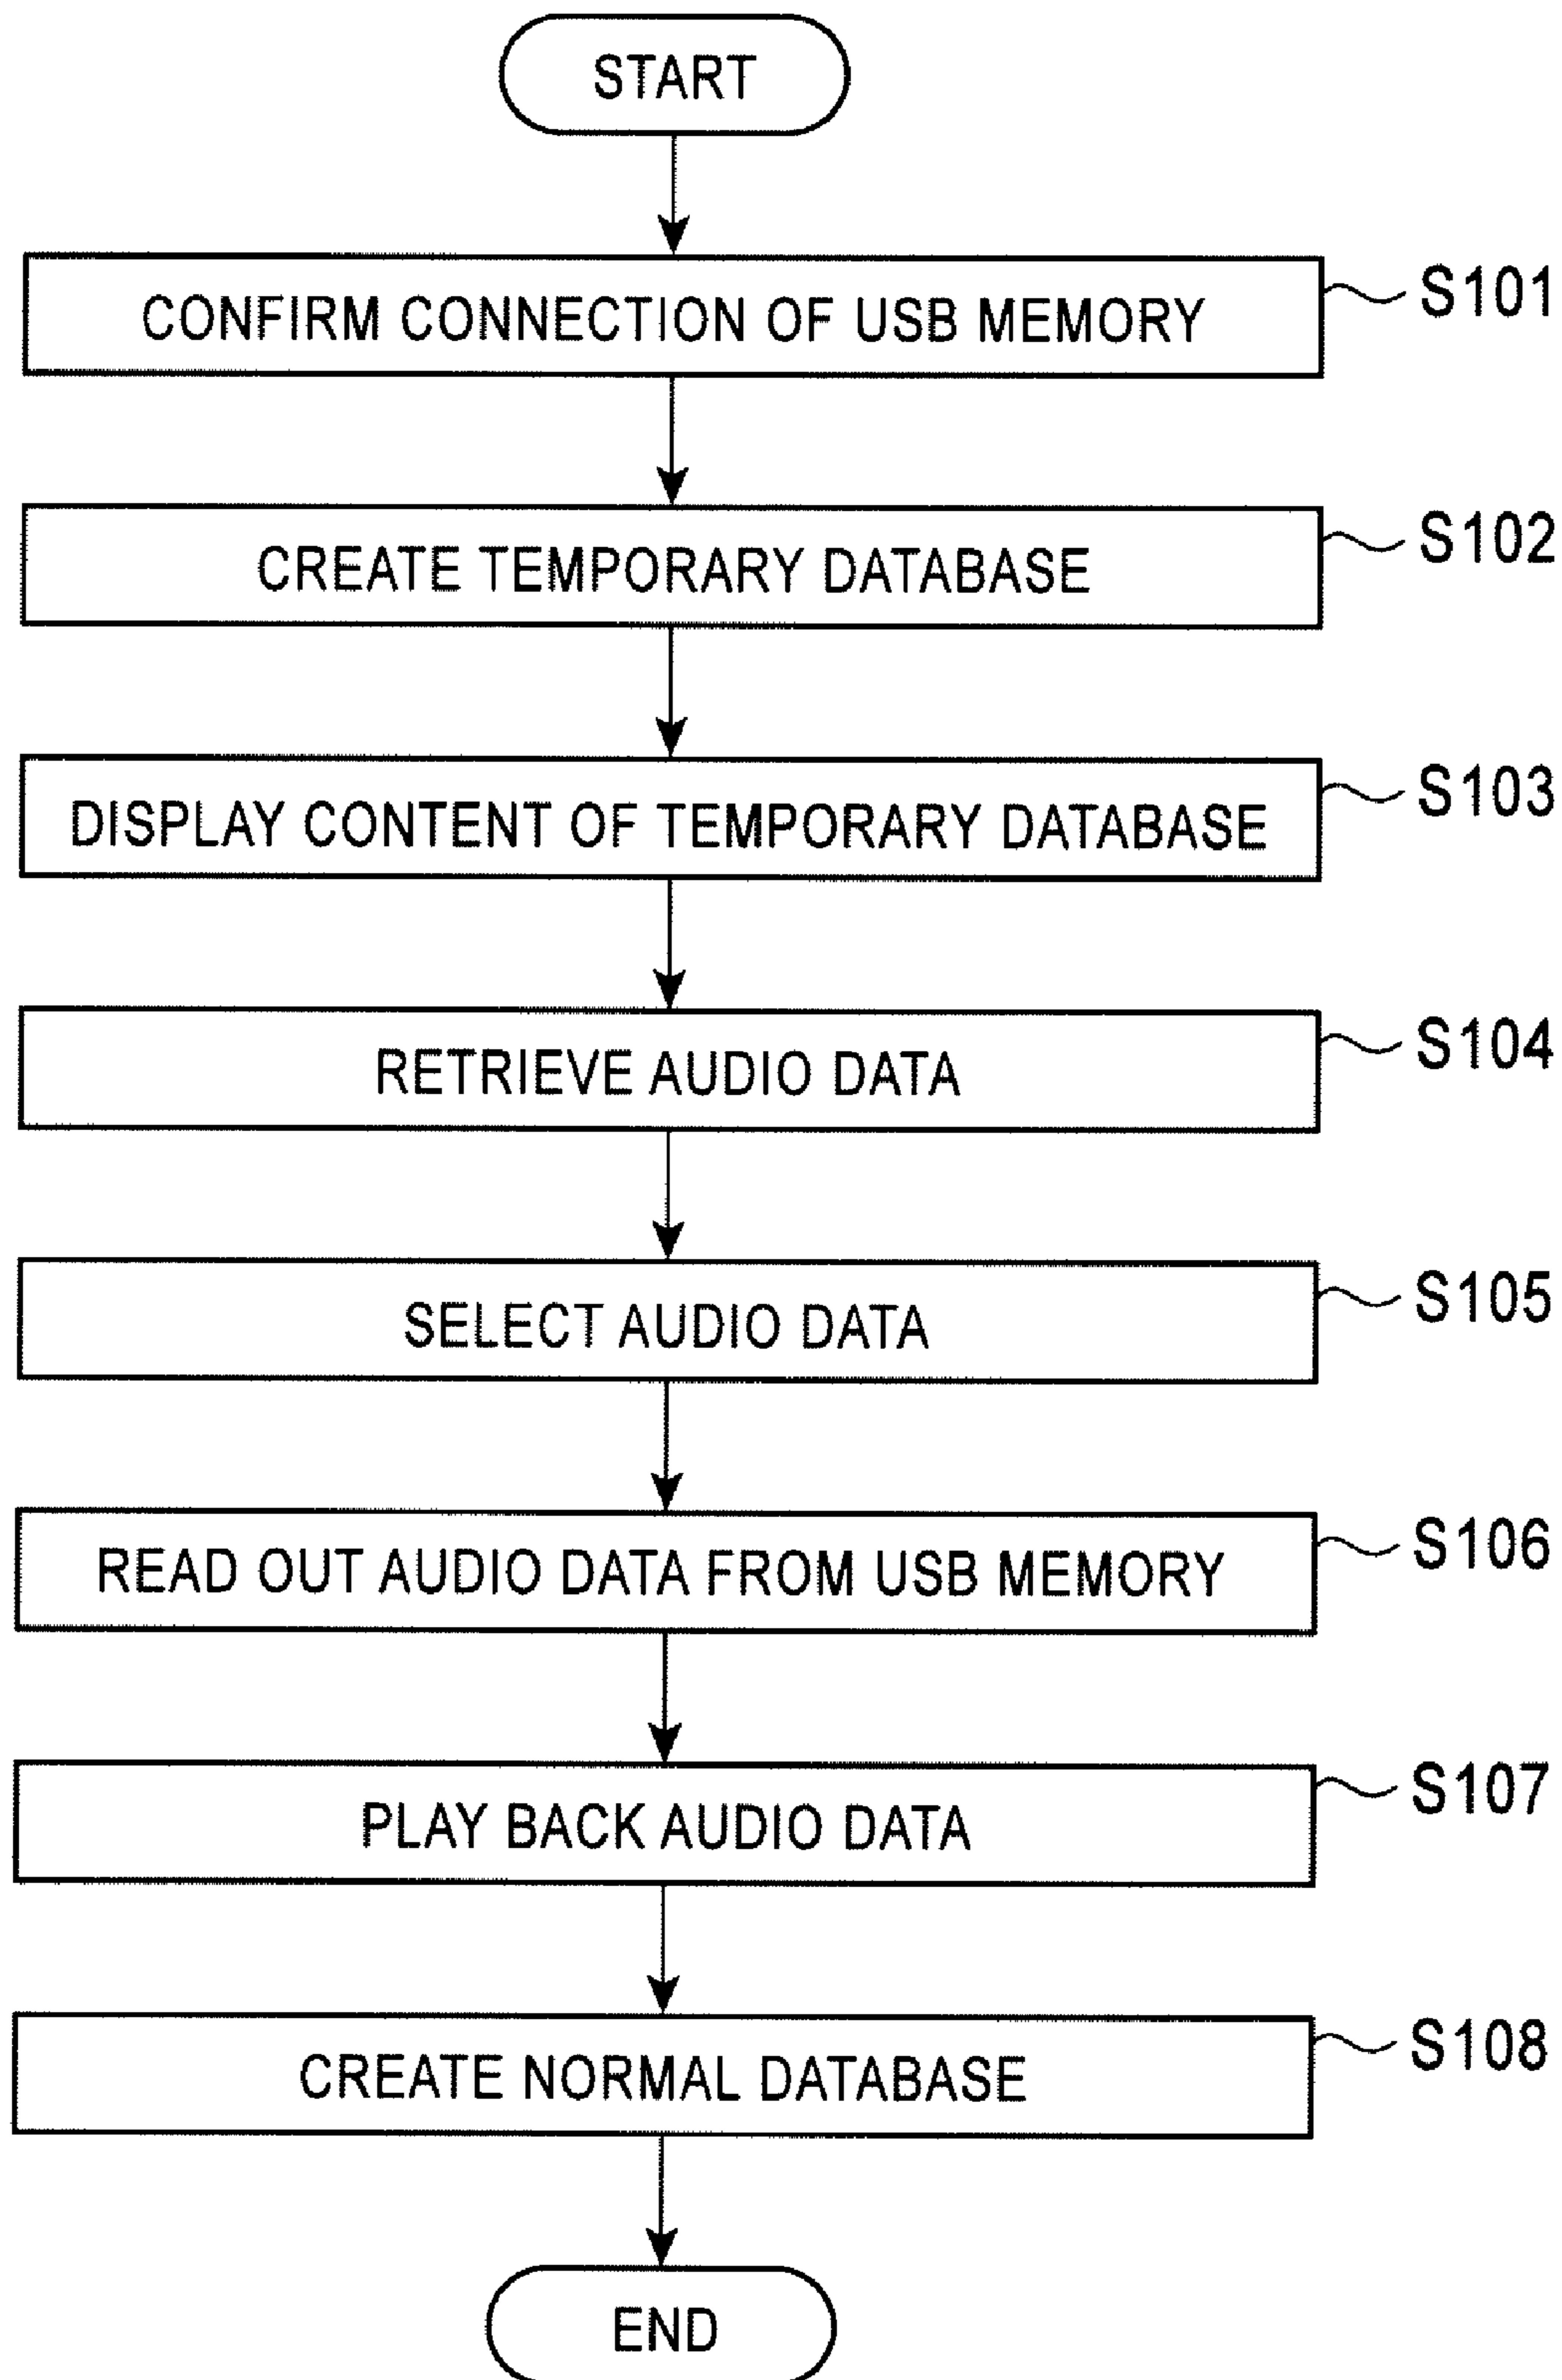 START
CONFIRM CONNECTION OF USB MEMORY
S101
CREATE TEMPORARY DATABASE
S102
DISPLAY CONTENT OF TEMPORARY DATABASE
S103
RETRIEVE AUDIO DATA
S104
SELECT AUDIO DATA
S105
READ OUT AUDIO DATA FROM USB MEMORY
S106
PLAY BACK AUDIO DATA
S107
CREATE NORMAL DATABASE
S108
END